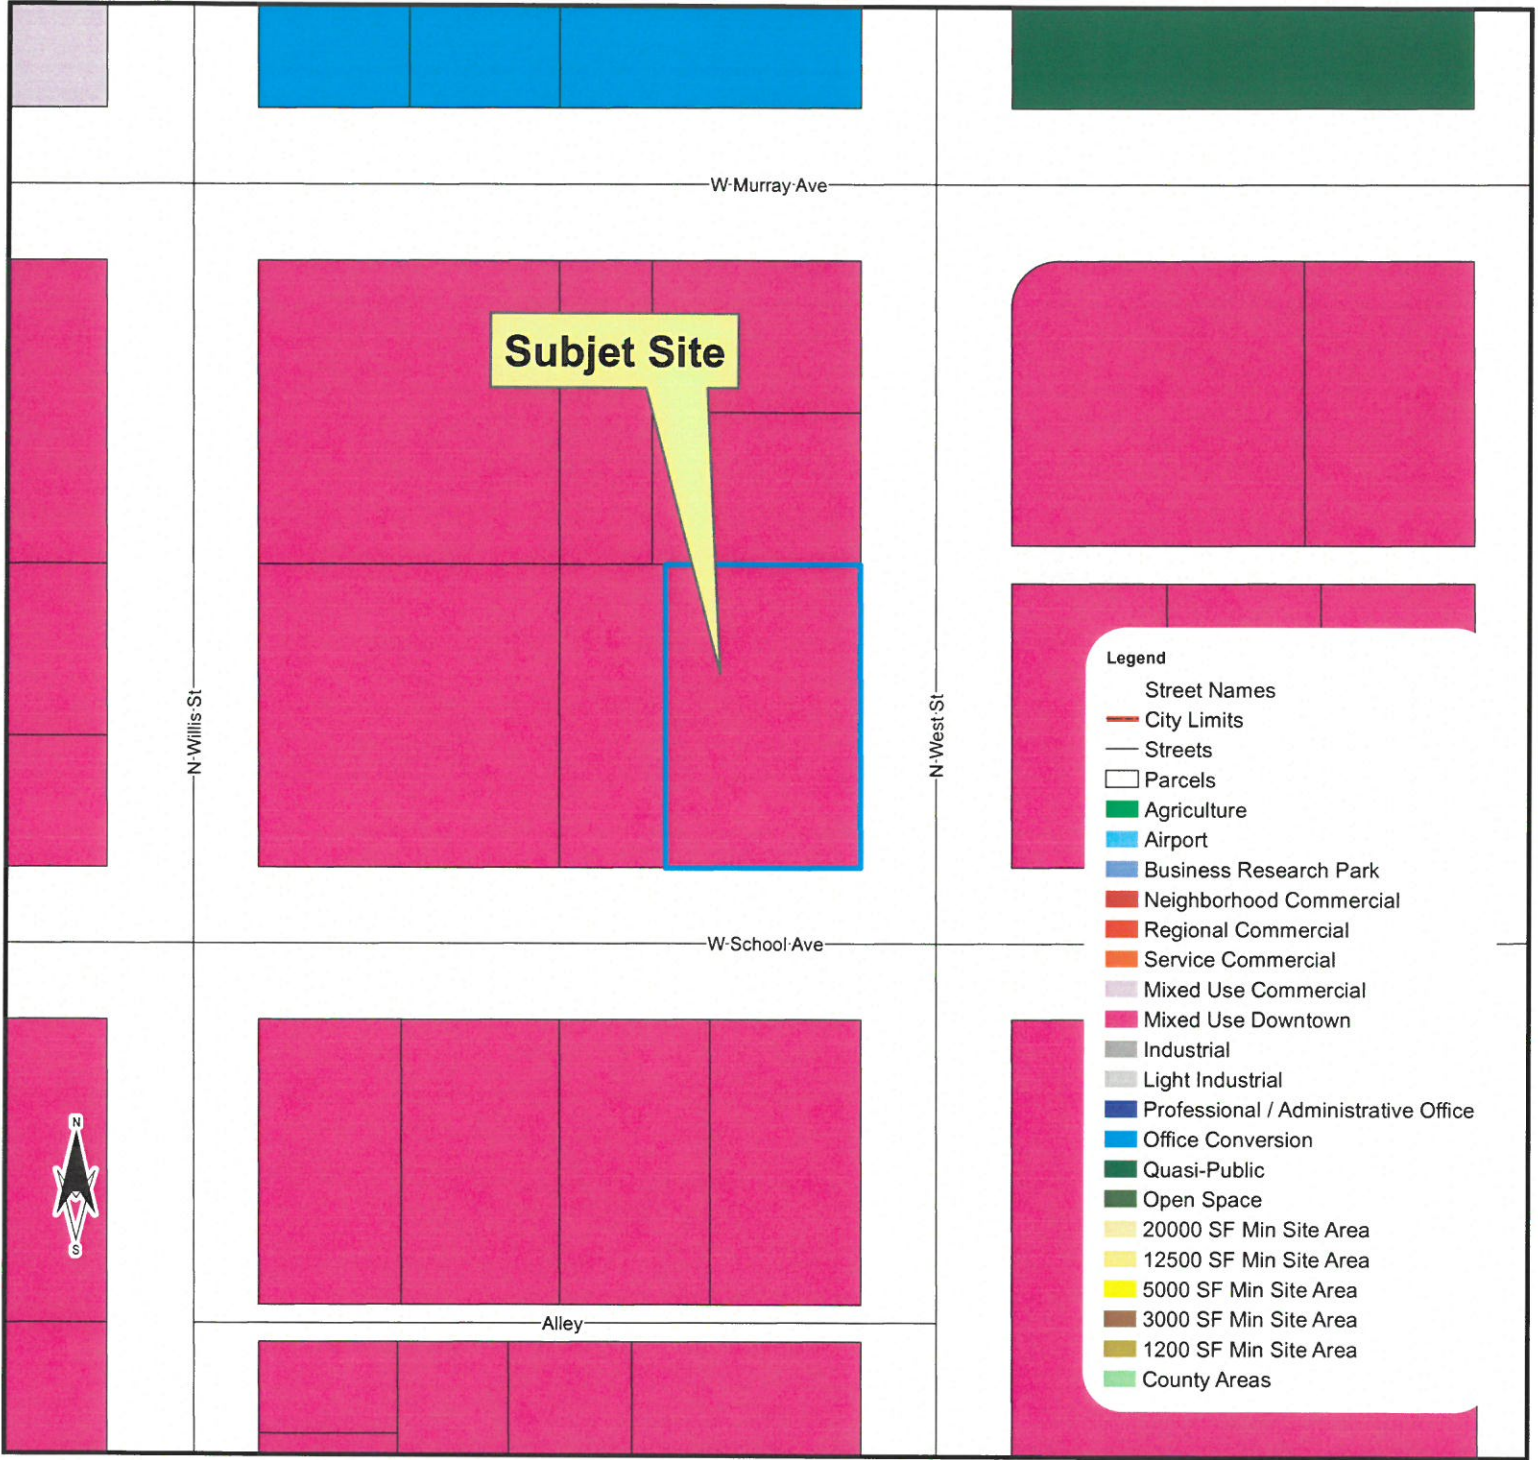 W Murray Ave
Subjet Site
N Willis St
N West St
W School Ave
Alley
N
S
Legend
Street Names
City Limits
Streets
Parcels
Agriculture
Airport
Business Research Park
Neighborhood Commercial
Regional Commercial
Service Commercial
Mixed Use Commercial
Mixed Use Downtown
Industrial
Light Industrial
Professional / Administrative Office
Office Conversion
Quasi-Public
Open Space
20000 SF Min Site Area
12500 SF Min Site Area
5000 SF Min Site Area
3000 SF Min Site Area
1200 SF Min Site Area
County Areas